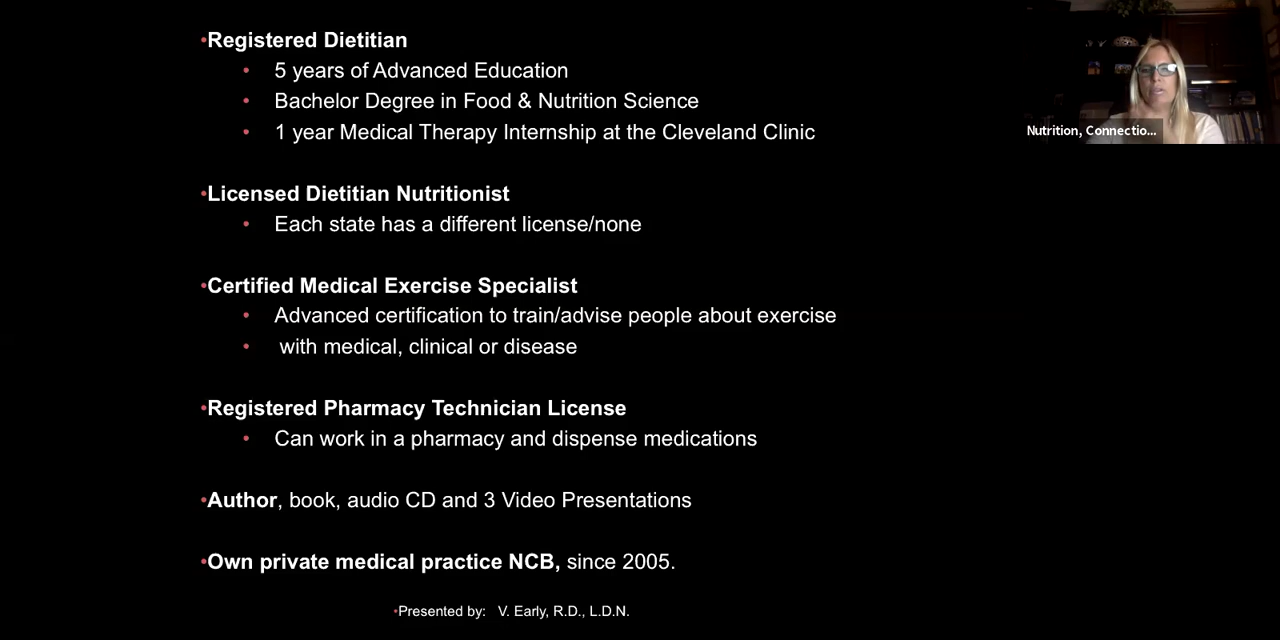 •Registered Dietitian
• 5 years of Advanced Education
• Bachelor Degree in Food & Nutrition Science
• 1 year Medical Therapy Internship at the Cleveland Clinic
•Licensed Dietitian Nutritionist
• Each state has a different license/none
•Certified Medical Exercise Specialist
• Advanced certification to train/advise people about exercise
• with medical, clinical or disease
•Registered Pharmacy Technician License
• Can work in a pharmacy and dispense medications
•Author, book, audio CD and 3 Video Presentations
•Own private medical practice NCB, since 2005.
•Presented by: V. Early, R.D., L.D.N.
Nutrition, Connectio...